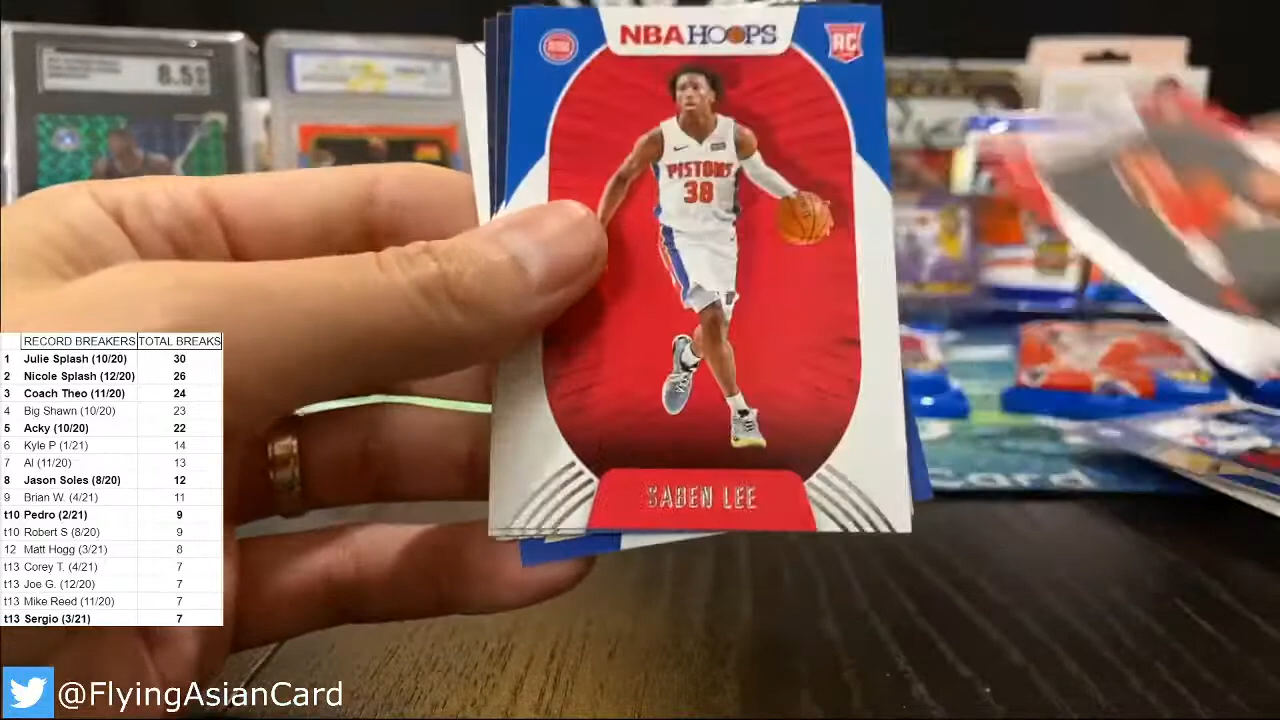 NBA HOOPS
RC
8.5
PISTONS
38
SABEN LEE
RECORD BREAKERS TOTAL BREAKS
1 Julie Splash (10/20) 30
2 Nicole Splash (12/20) 26
3 Coach Theo (11/20) 24
4 Big Shawn (10/20) 23
5 Acky (10/20) 22
6 Kyle P (1/21) 14
7 Al (11/20) 13
8 Jason Soles (8/20) 12
9 Brian W. (4/21) 11
t10 Pedro (2/21) 9
t10 Robert S (8/20) 9
12 Matt Hogg (3/21) 8
t13 Corey T. (4/21) 7
t13 Joe G. (12/20) 7
t13 Mike Reed (11/20) 7
t13 Sergio (3/21) 7
@FlyingAsianCard